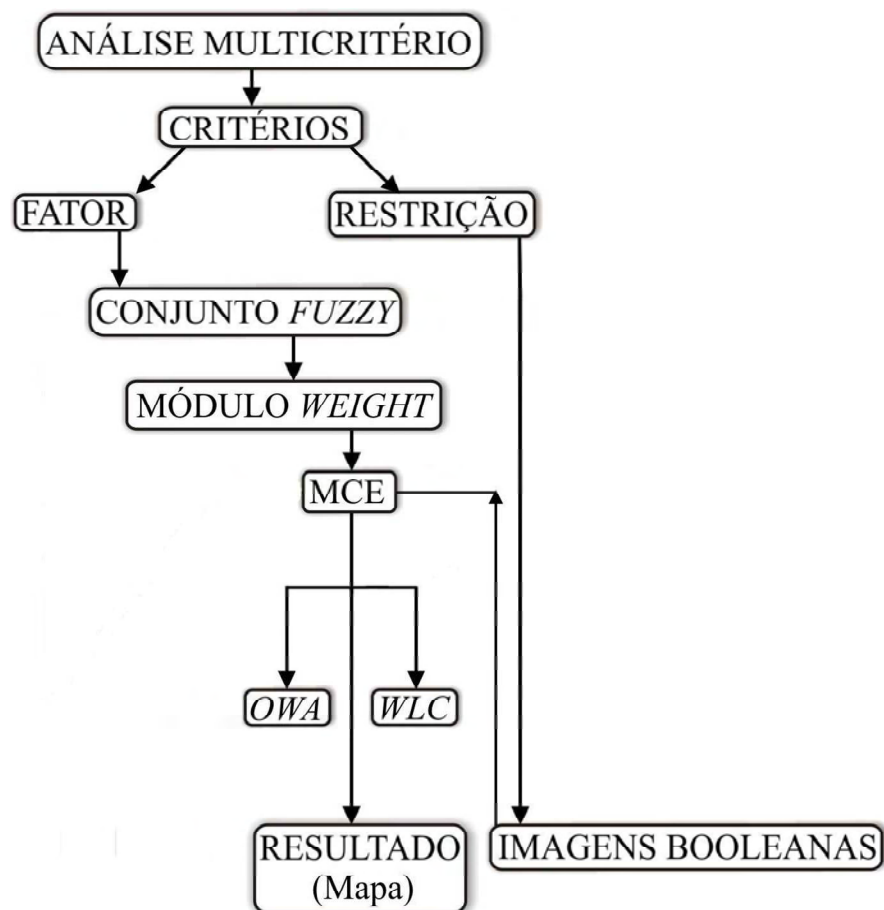 ANÁLISE MULTICRITÉRIO
CRITÉRIOS
FATOR
RESTRIÇÃO
CONJUNTO FUZZY
MÓDULO WEIGHT
MCE
OWA
WLC
RESULTADO
(Mapa)
IMAGENS BOOLEANAS